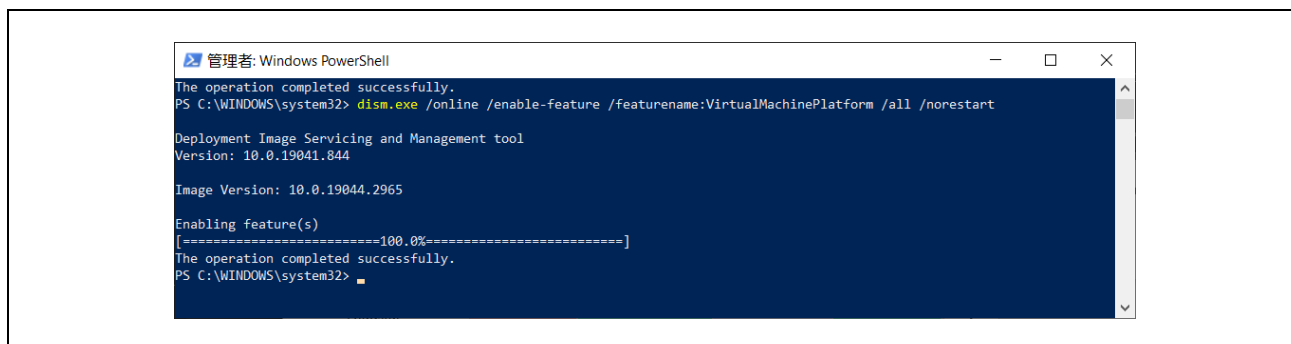 管理者: Windows PowerShell
The operation completed successfully.
PS C:\WINDOWS\system32> dism.exe /online /enable-feature /featurename:VirtualMachinePlatform /all /norestart
Deployment Image Servicing and Management tool
Version: 10.0.19041.844
Image Version: 10.0.19044.2965
Enabling feature(s)
[==========================100.0%==========================]
The operation completed successfully.
PS C:\WINDOWS\system32>